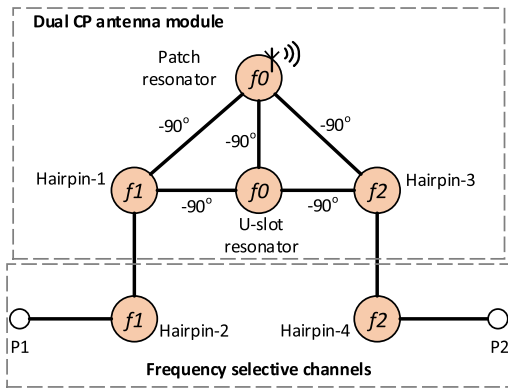 Dual CP antenna module
Patch
resonator
f0
-90°
-90°
-90°
Hairpin-1
f1
f0
f2
Hairpin-3
-90°
-90°
U-slot
resonator
f1
f2
Hairpin-2
Hairpin-4
P1
P2
Frequency selective channels